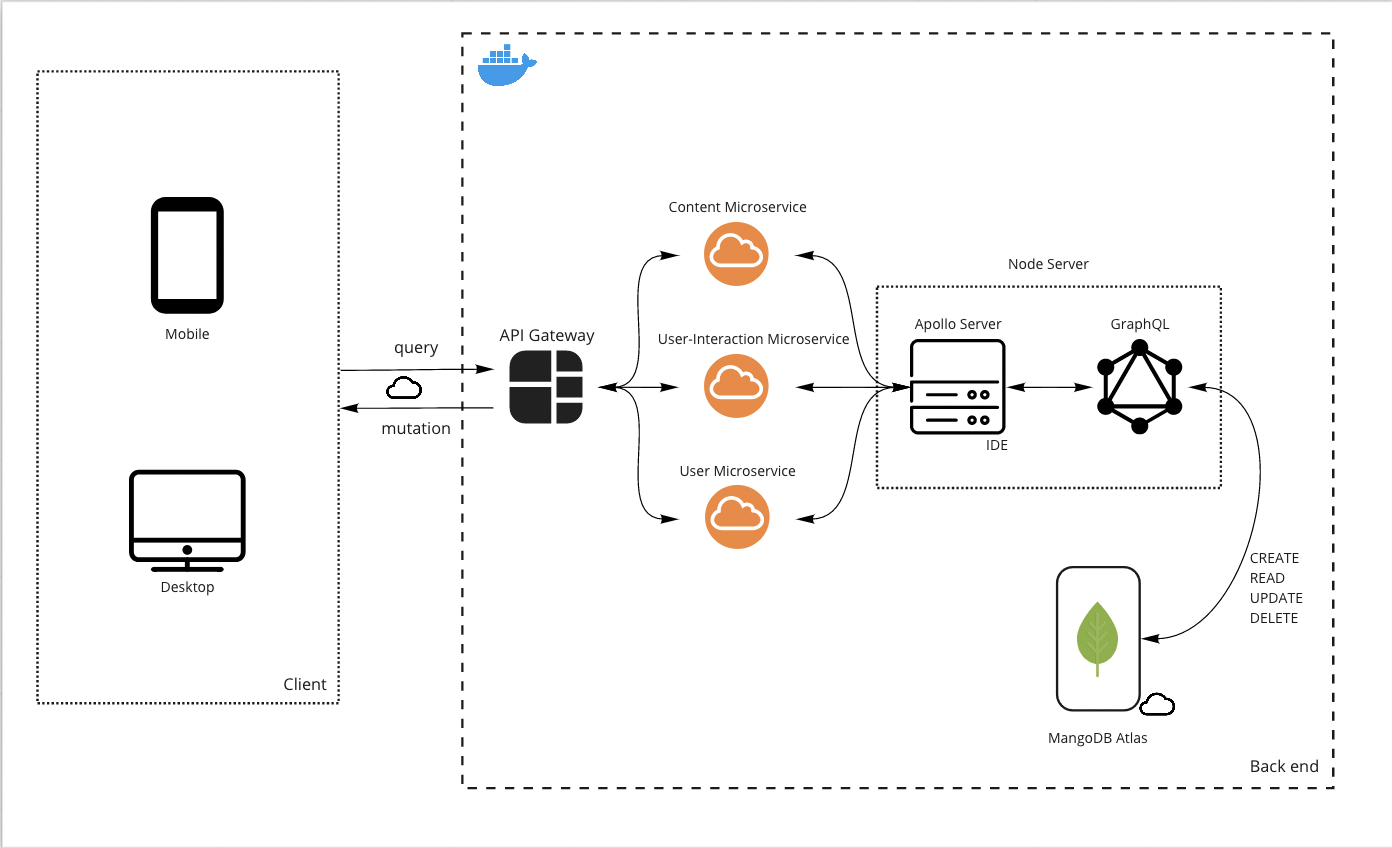 Mobile
Desktop
Client
query
mutation
API Gateway
Content Microservice
User-Interaction Microservice
User Microservice
Node Server
Apollo Server
GraphQL
IDE
CREATE
READ
UPDATE
DELETE
MangoDB Atlas
Back end